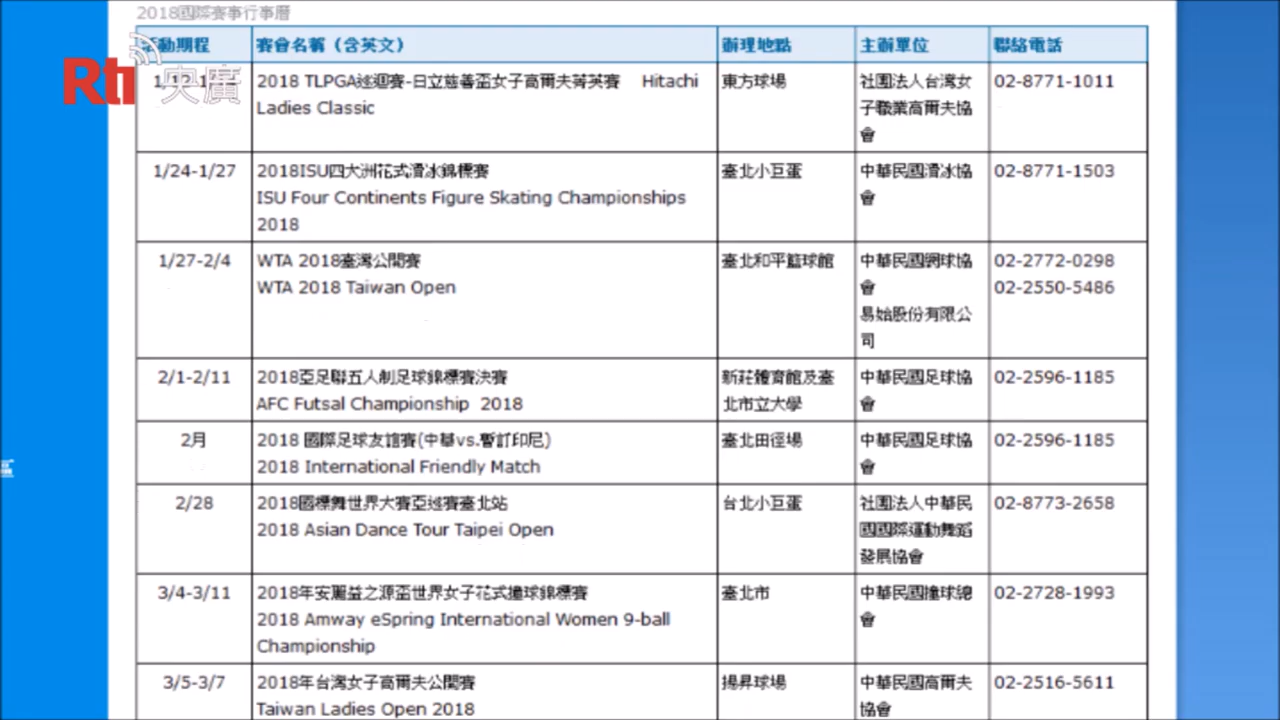 2018國際賽事行事曆
動期程 賽會名稱（含英文） 辦理地點 主辦單位 聯絡電話
Rti 央廣
2018 TLPGA巡迴賽-日立慈善盃女子高爾夫菁英賽 Hitachi Ladies Classic 東方球場 社團法人台灣女子職業高爾夫協會 02-8771-1011
1/24-1/27 2018ISU四大洲花式滑冰錦標賽 ISU Four Continents Figure Skating Championships 2018 臺北小巨蛋 中華民國滑冰協會 02-8771-1503
1/27-2/4 WTA 2018臺灣公開賽 WTA 2018 Taiwan Open 臺北和平籃球館 中華民國網球協會 易始股份有限公司 02-2772-0298 02-2550-5486
2/1-2/11 2018亞足聯五人制足球錦標賽決賽 AFC Futsal Championship 2018 新莊體育館及臺北市立大學 中華民國足球協會 02-2596-1185
2月 2018 國際足球友誼賽(中華vs.暫訂印尼) 2018 International Friendly Match 臺北田徑場 中華民國足球協會 02-2596-1185
2/28 2018國標舞世界大賽亞巡賽臺北站 2018 Asian Dance Tour Taipei Open 台北小巨蛋 社團法人中華民國國際運動舞蹈發展協會 02-8773-2658
3/4-3/11 2018年安麗益之源盃世界女子花式撞球錦標賽 2018 Amway eSpring International Women 9-ball Championship 臺北市 中華民國撞球總會 02-2728-1993
3/5-3/7 2018年台灣女子高爾夫公開賽 Taiwan Ladies Open 2018 揚昇球場 中華民國高爾夫協會 02-2516-5611
區